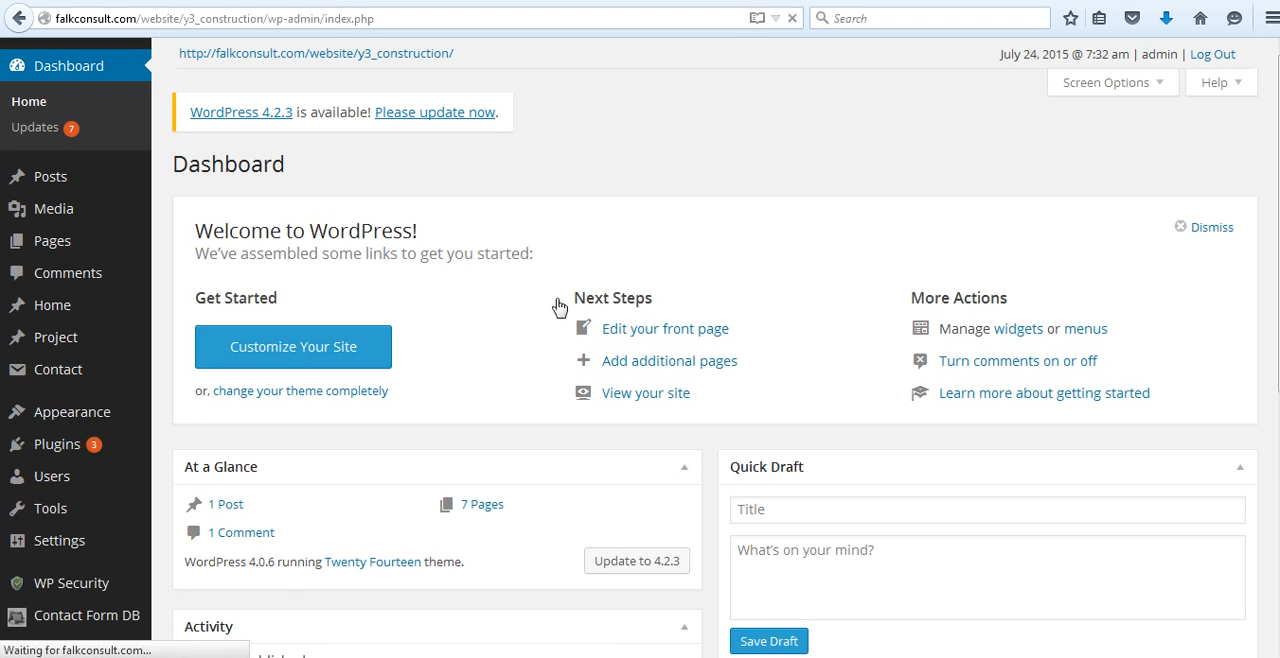 falkconsult.com/website/y3_construction/wp-admin/index.php
Search
Dashboard
http://falkconsult.com/website/y3_construction/
July 24, 2015 @ 7:32 am | admin | Log Out
Home
Updates 7
Screen Options
Help
WordPress 4.2.3 is available! Please update now.
Dashboard
Posts
Media
Pages
Comments
Home
Project
Contact
Appearance
Plugins 3
Users
Tools
Settings
WP Security
Contact Form DB
Welcome to WordPress!
Dismiss
We've assembled some links to get you started:
Get Started
Customize Your Site
or, change your theme completely
Next Steps
Edit your front page
Add additional pages
View your site
More Actions
Manage widgets or menus
Turn comments on or off
Learn more about getting started
At a Glance
1 Post
7 Pages
1 Comment
WordPress 4.0.6 running Twenty Fourteen theme.
Update to 4.2.3
Quick Draft
Title
What's on your mind?
Save Draft
Activity
Waiting for falkconsult.com...